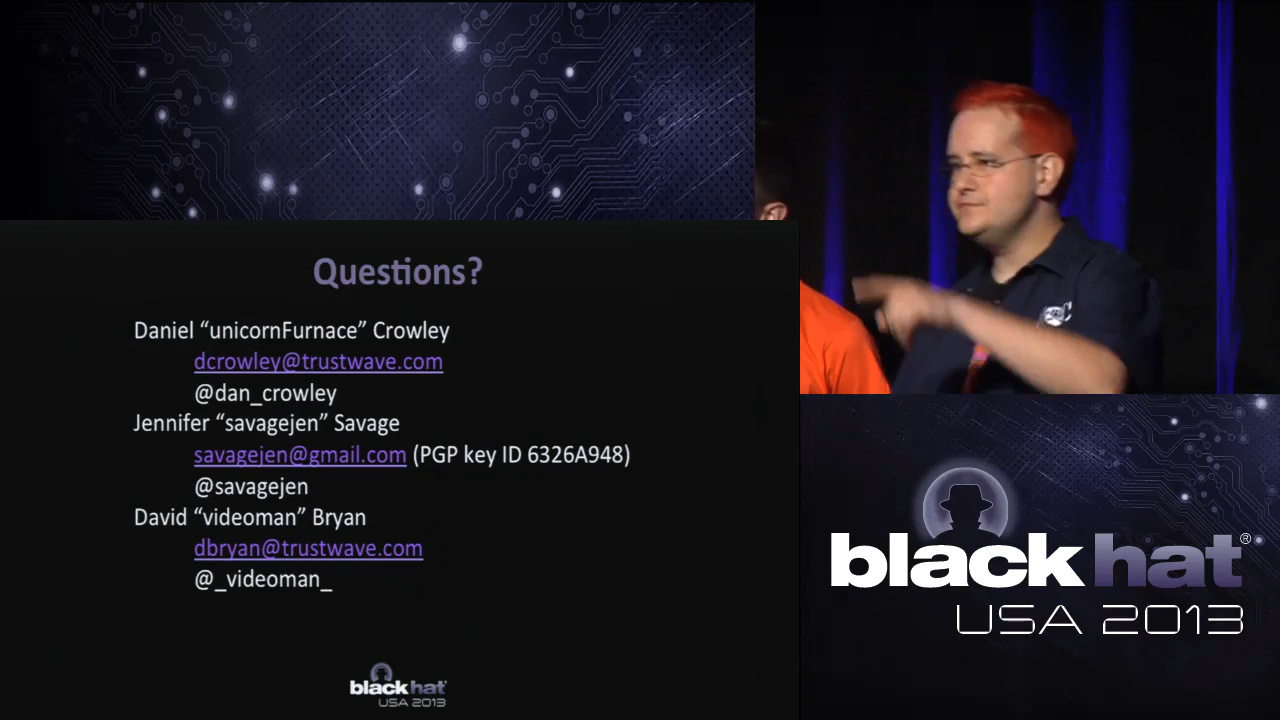 Questions?
Daniel “unicornFurnace” Crowley
dcrowley@trustwave.com
@dan_crowley
Jennifer “savagejen” Savage
savagejen@gmail.com (PGP key ID 6326A948)
@savagejen
David “videoman” Bryan
dbryan@trustwave.com
@_videoman_
black hat
USA 2013
black hat®
USA 2013